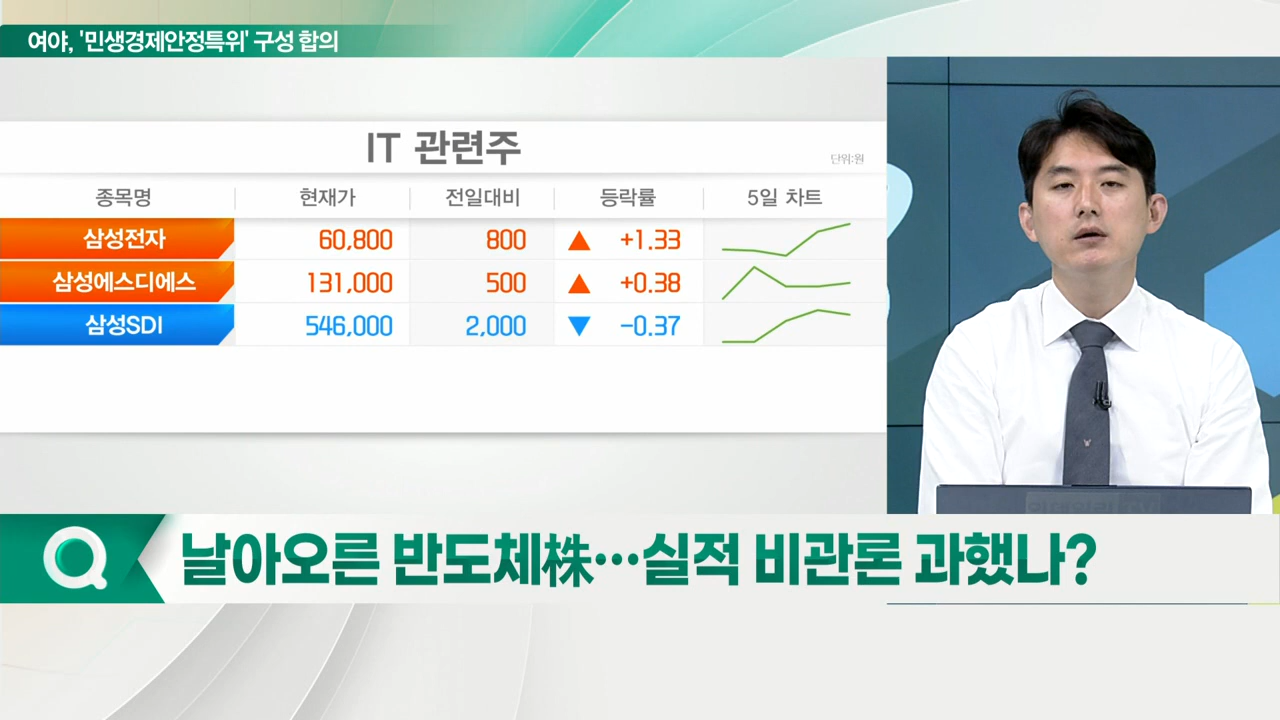 여야, '민생경제안정특위' 구성 합의
IT 관련주
단위:원
종목명 현재가 전일대비 등락률 5일 차트
삼성전자 60,800 800 ▲ +1.33
삼성에스디에스 131,000 500 ▲ +0.38
삼성SDI 546,000 2,000 ▼ -0.37
날아오른 반도체株…실적 비관론 과했나?